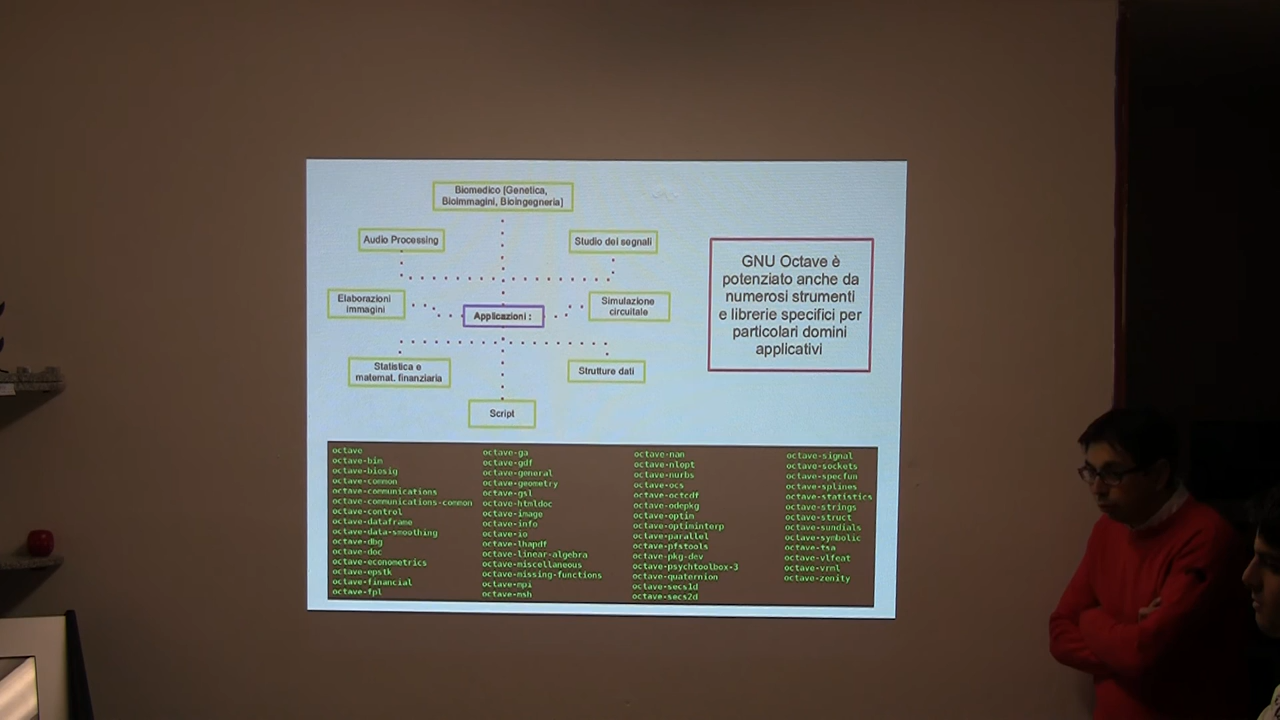 Biomedico [Genetica,
Bioimmagini, Bioingegneria]
Audio Processing
Studio dei segnali
Elaborazioni
immagini
Applicazioni :
Simulazione
circuitale
Statistica e
matemat. finanziaria
Strutture dati
Script
GNU Octave è
potenziato anche da
numerosi strumenti
e librerie specifici per
particolari domini
applicativi
octave
octave-bim
octave-biosig
octave-common
octave-communications
octave-communications-common
octave-control
octave-dataframe
octave-data-smoothing
octave-dbg
octave-doc
octave-econometrics
octave-epstk
octave-financial
octave-fpl
octave-ga
octave-gdf
octave-general
octave-geometry
octave-gsl
octave-htmldoc
octave-image
octave-info
octave-io
octave-lhapdf
octave-linear-algebra
octave-miscellaneous
octave-missing-functions
octave-mpi
octave-msh
octave-nan
octave-nlopt
octave-nurbs
octave-ocs
octave-octcdf
octave-odepkg
octave-optim
octave-optiminterp
octave-parallel
octave-pfstools
octave-pkg-dev
octave-psychtoolbox-3
octave-quaternion
octave-secs1d
octave-secs2d
octave-signal
octave-sockets
octave-specfun
octave-splines
octave-statistics
octave-strings
octave-struct
octave-sundials
octave-symbolic
octave-tsa
octave-vlfeat
octave-vrml
octave-zenity